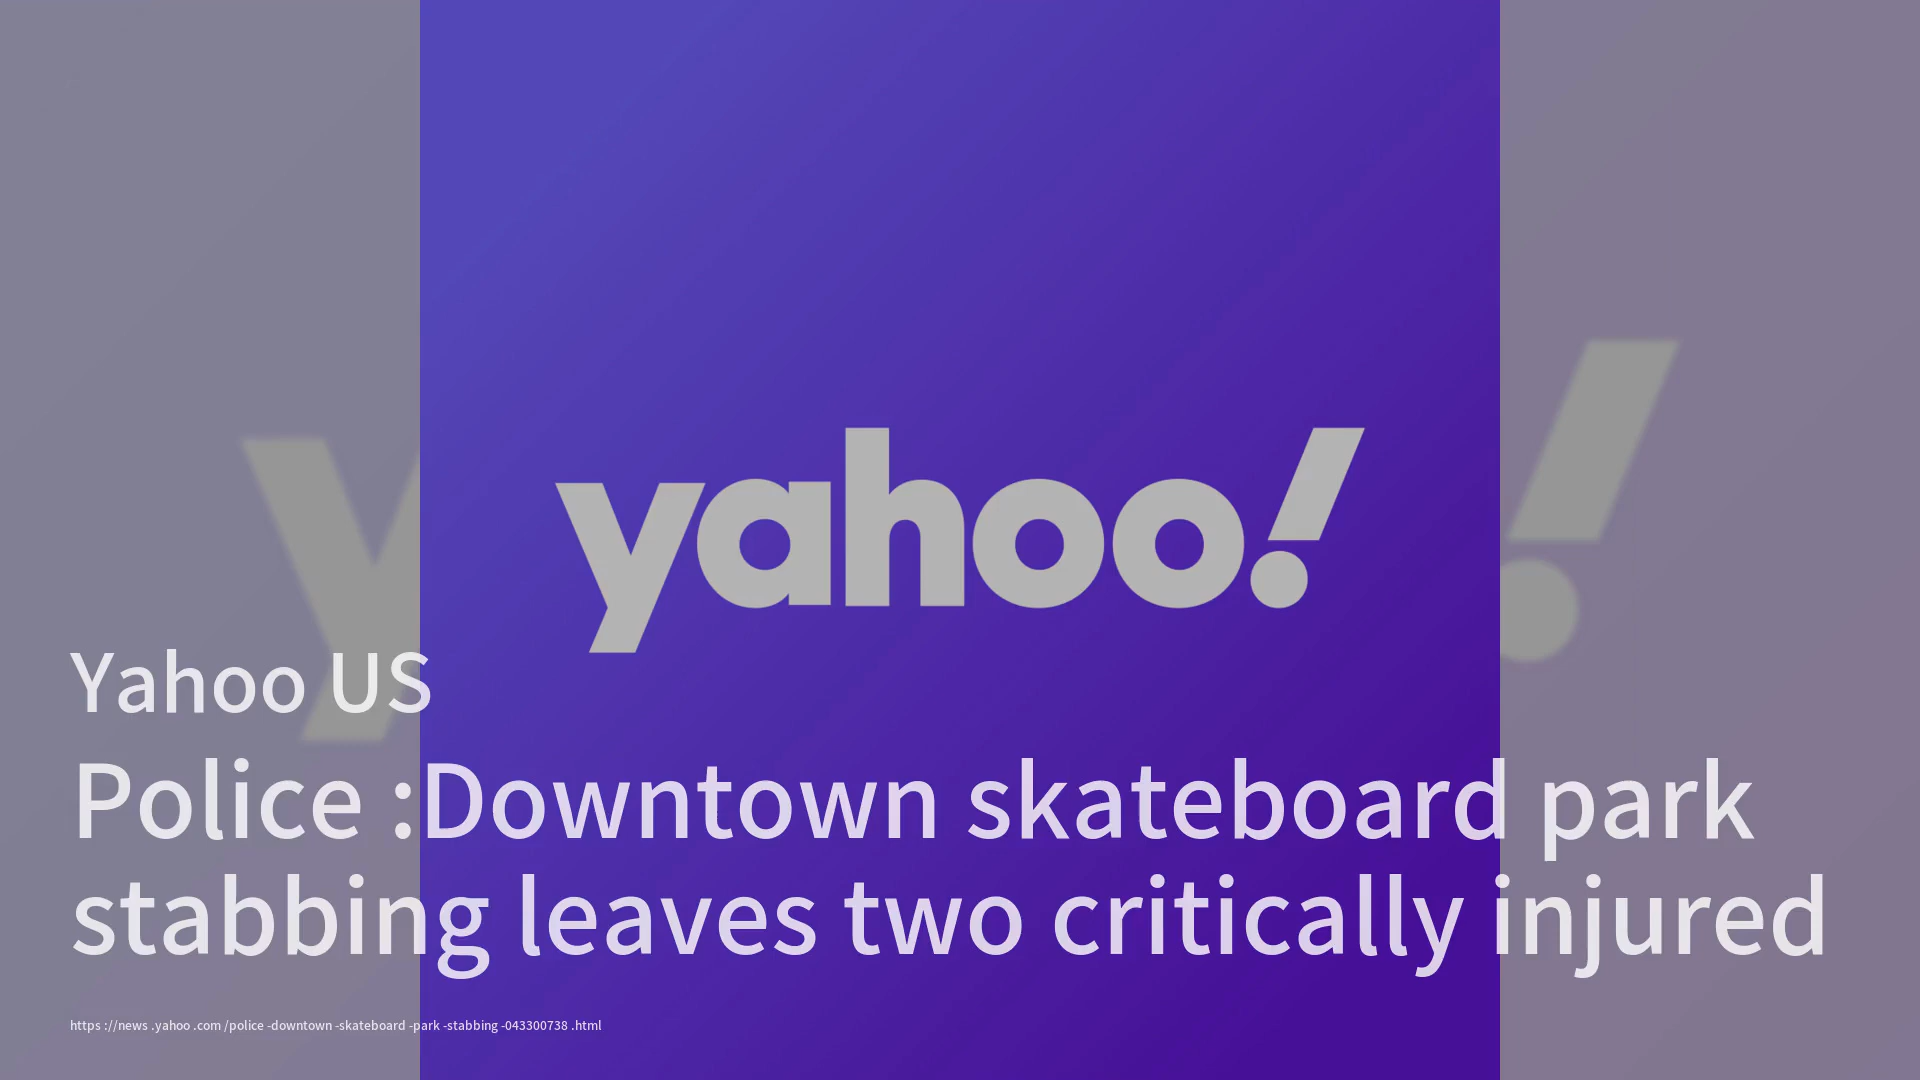 yahoo!
Yahoo US
Police :Downtown skateboard park
stabbing leaves two critically injured
https ://news .yahoo .com /police -downtown -skateboard -park -stabbing -043300738 .html